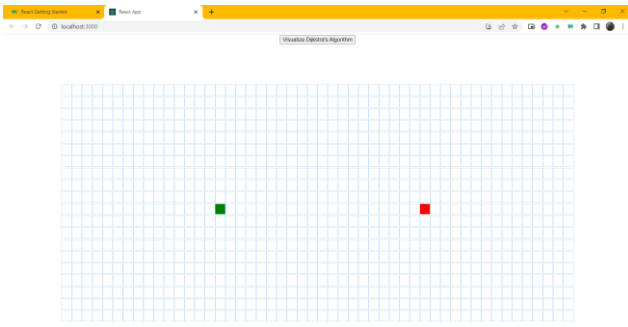 React Getting Started
React App
localhost:3000
Visualize Dijkstra's Algorithm